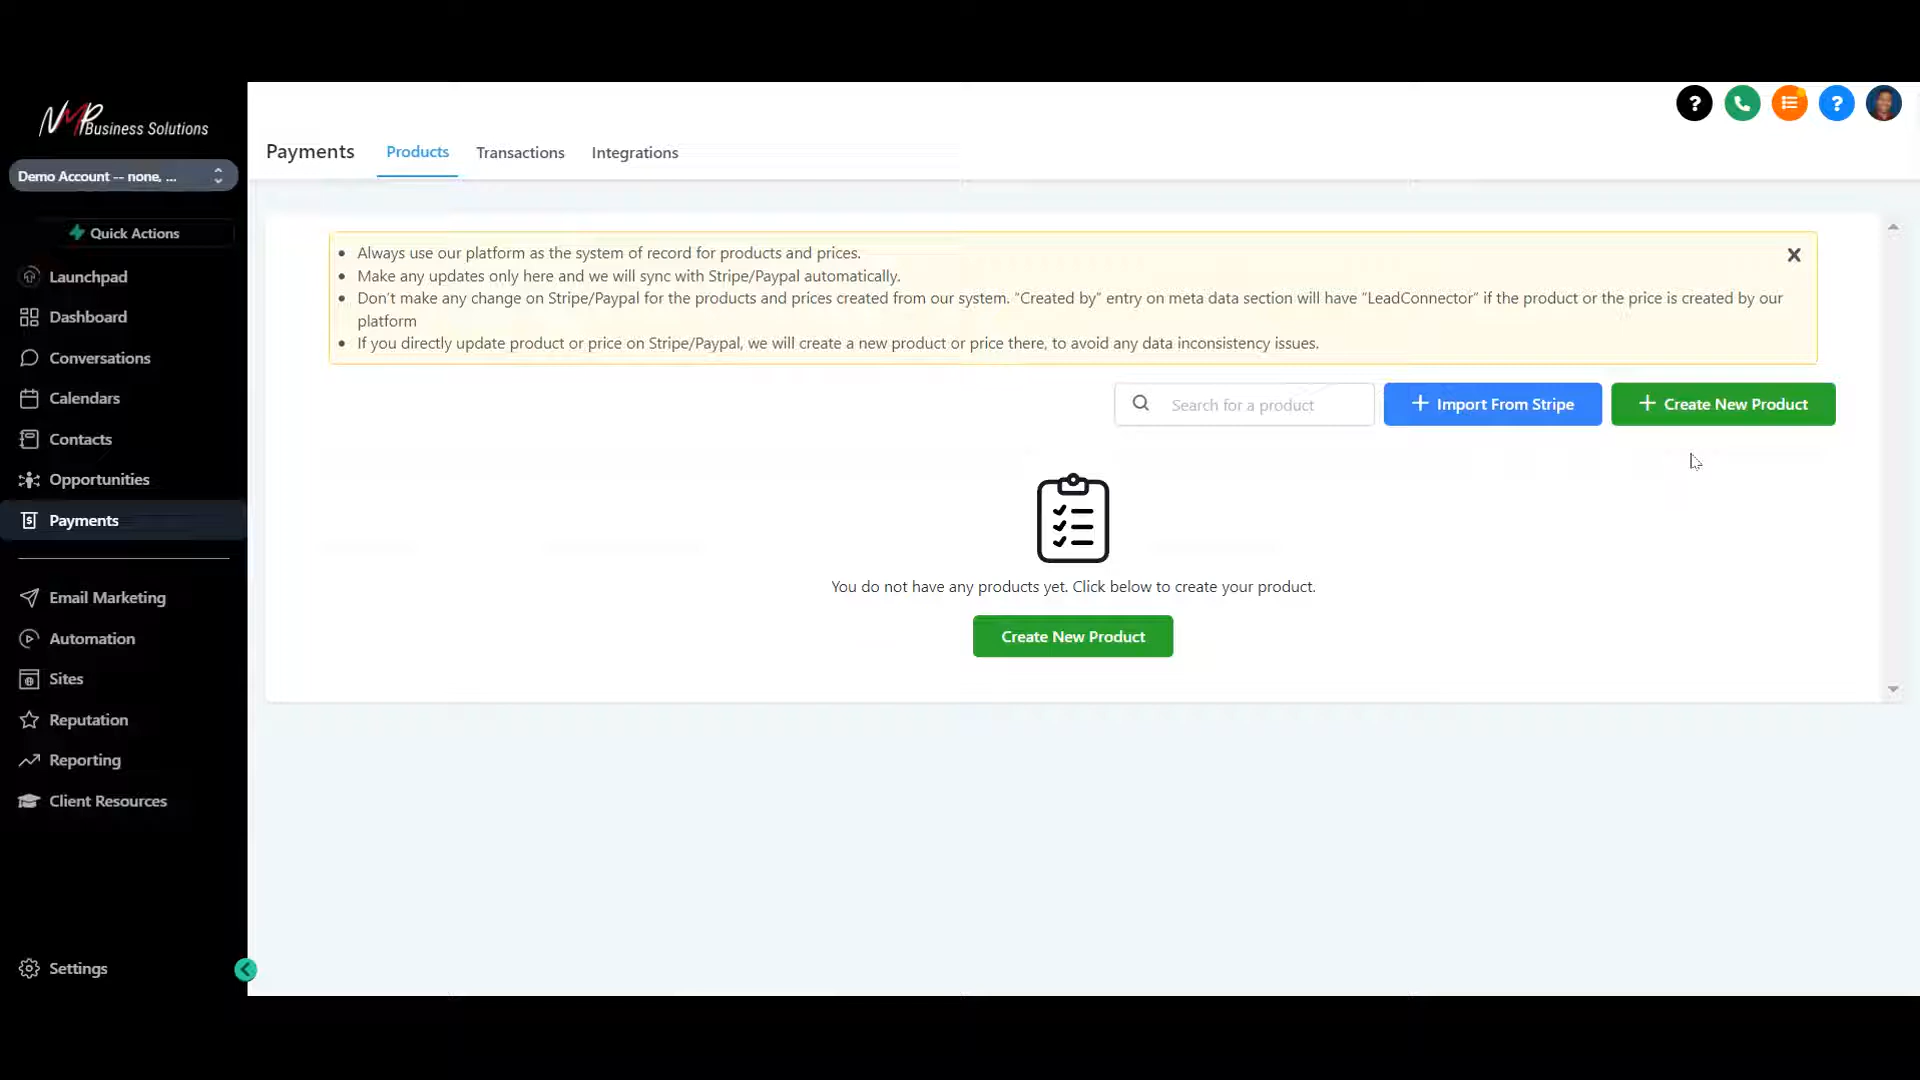 NMP Business Solutions
Demo Account -- none, ...
Quick Actions
Launchpad
Dashboard
Conversations
Calendars
Contacts
Opportunities
Payments
Email Marketing
Automation
Sites
Reputation
Reporting
Client Resources
Settings
Payments Products Transactions Integrations
? ?
• Always use our platform as the system of record for products and prices.
• Make any updates only here and we will sync with Stripe/Paypal automatically.
• Don't make any change on Stripe/Paypal for the products and prices created from our system. “Created by” entry on meta data section will have “LeadConnector” if the product or the price is created by our
platform
• If you directly update product or price on Stripe/Paypal, we will create a new product or price there, to avoid any data inconsistency issues.
Search for a product + Import From Stripe + Create New Product
You do not have any products yet. Click below to create your product.
Create New Product